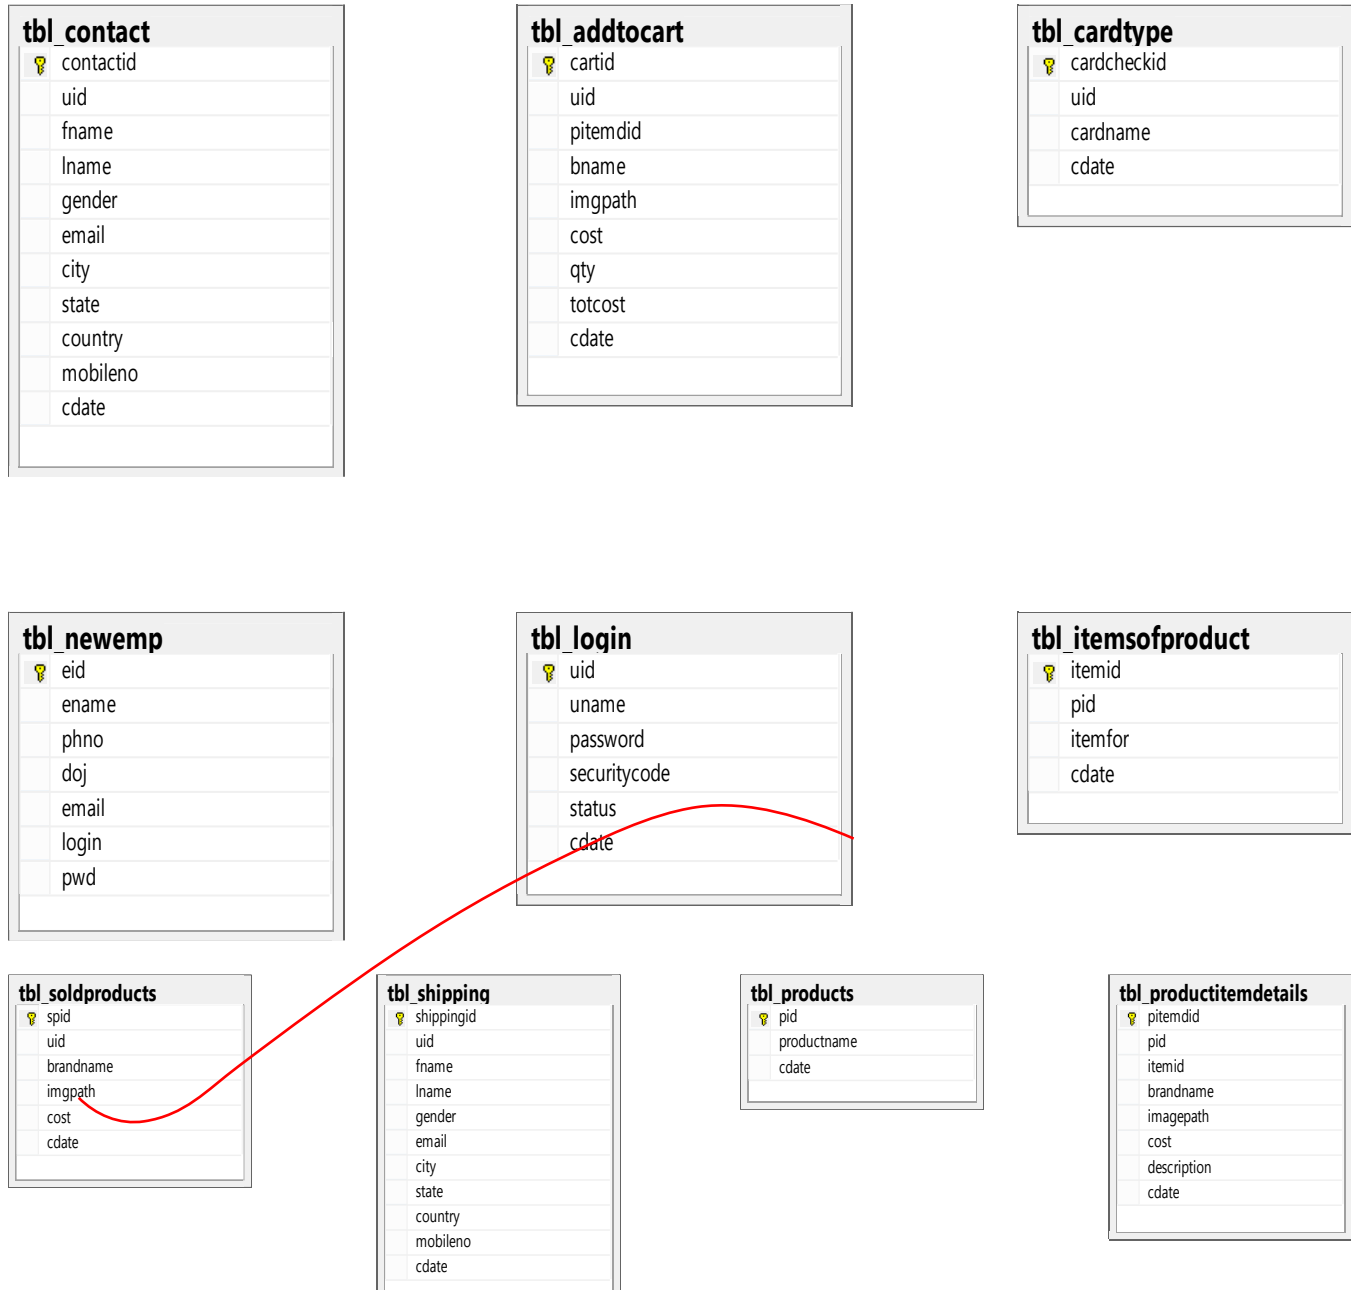 tbl_contact
contactid
uid
fname
lname
gender
email
city
state
country
mobileno
cdate
tbl_addtocart
cartid
uid
pitemdid
bname
imgpath
cost
qty
totcost
cdate
tbl_cardtype
cardcheckid
uid
cardname
cdate
tbl_newemp
eid
ename
phno
doj
email
login
pwd
tbl_login
uid
uname
password
securitycode
status
cdate
tbl_itemsofproduct
itemid
pid
itemfor
cdate
tbl_soldproducts
spid
uid
brandname
imgpath
cost
cdate
tbl_shipping
shippingid
uid
fname
lname
gender
email
city
state
country
mobileno
cdate
tbl_products
pid
productname
cdate
tbl_productitemdetails
pitemdid
pid
itemid
brandname
imagepath
cost
description
cdate